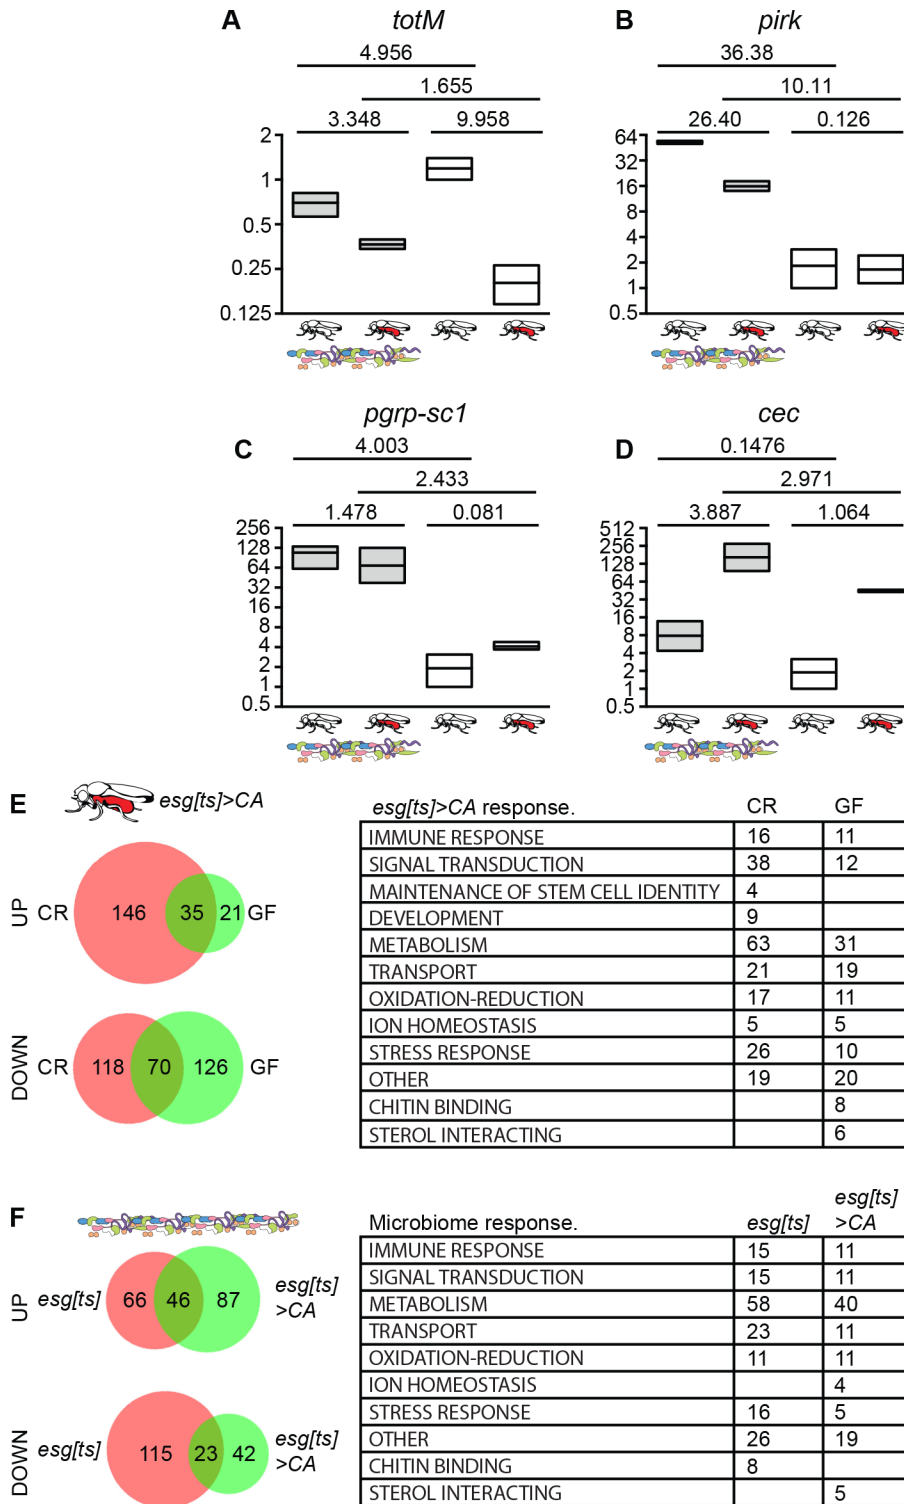 A totM
4.956
1.655
3.348 9.958
2
1
0.5
0.25
0.125
B pirk
36.38
10.11
26.40 0.126
64
32
16
8
4
2
1
0.5
C pgrp-sc1
4.003
2.433
1.478 0.081
256
128
64
32
16
8
4
2
1
0.5
D cec
0.1476
2.971
3.887 1.064
512
256
128
64
32
16
8
4
2
1
0.5
E esg[ts]>CA
UP CR 146 35 21 GF
DOWN CR 118 70 126 GF
esg[ts]>CA response. CR GF
IMMUNE RESPONSE 16 11
SIGNAL TRANSDUCTION 38 12
MAINTENANCE OF STEM CELL IDENTITY 4
DEVELOPMENT 9
METABOLISM 63 31
TRANSPORT 21 19
OXIDATION-REDUCTION 17 11
ION HOMEOSTASIS 5 5
STRESS RESPONSE 26 10
OTHER 19 20
CHITIN BINDING 8
STEROL INTERACTING 6
F
UP esg[ts] 66 46 87 esg[ts]
>CA
DOWN esg[ts] 115 23 42 esg[ts]
>CA
esg[ts]
Microbiome response. esg[ts] >CA
IMMUNE RESPONSE 15 11
SIGNAL TRANSDUCTION 15 11
METABOLISM 58 40
TRANSPORT 23 11
OXIDATION-REDUCTION 11 11
ION HOMEOSTASIS 4
STRESS RESPONSE 16 5
OTHER 26 19
CHITIN BINDING 8
STEROL INTERACTING 5